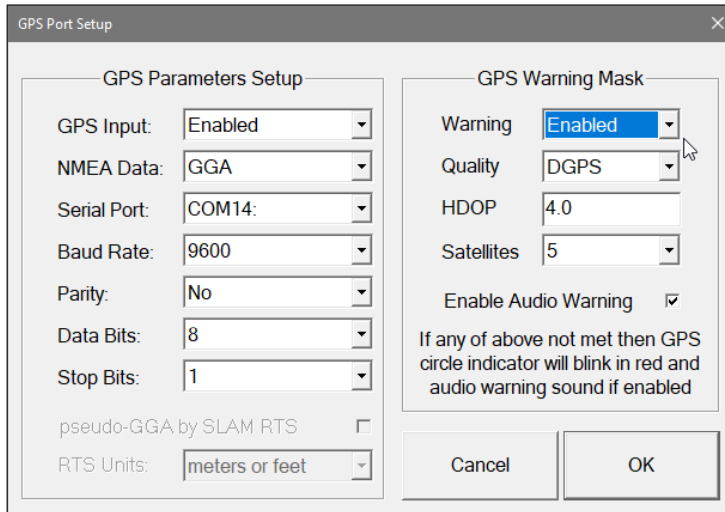 GPS Port Setup
GPS Parameters Setup
GPS Input: Enabled
NMEA Data: GGA
Serial Port: COM14:
Baud Rate: 9600
Parity: No
Data Bits: 8
Stop Bits: 1
pseudo-GGA by SLAM RTS
RTS Units: meters or feet
GPS Warning Mask
Warning Enabled
Quality DGPS
HDOP 4.0
Satellites 5
Enable Audio Warning
If any of above not met then GPS
circle indicator will blink in red and
audio warning sound if enabled
Cancel OK